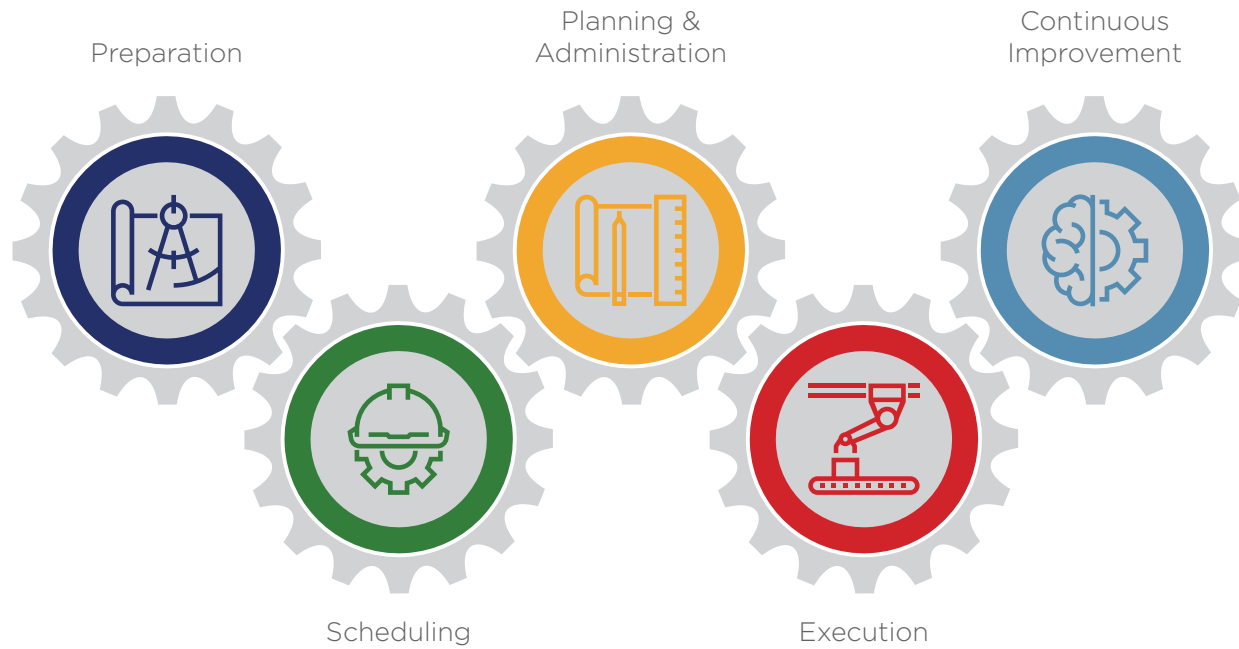 Preparation
Scheduling
Planning &
Administration
Execution
Continuous
Improvement